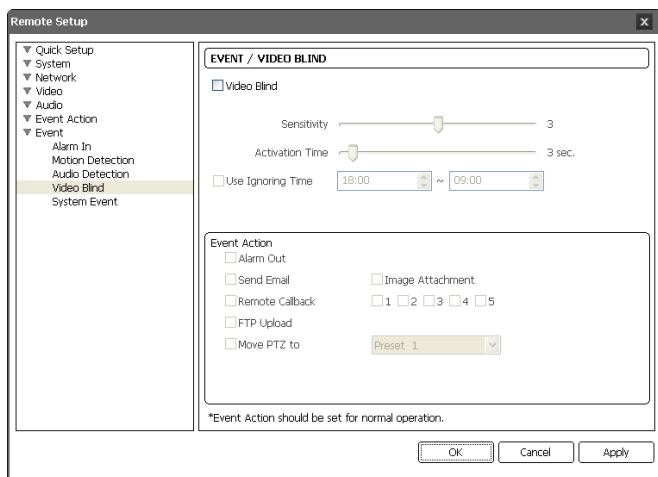 Remote Setup
Quick Setup
System
Network
Video
Audio
Event Action
Event
Alarm In
Motion Detection
Audio Detection
Video Blind
System Event
EVENT / VIDEO BLIND
Video Blind
Sensitivity 3
Activation Time 3 sec.
Use Ignoring Time 18:00 ~ 09:00
Event Action
Alarm Out
Send Email Image Attachment
Remote Callback 1 2 3 4 5
FTP Upload
Move PTZ to Preset 1
*Event Action should be set for normal operation.
OK Cancel Apply